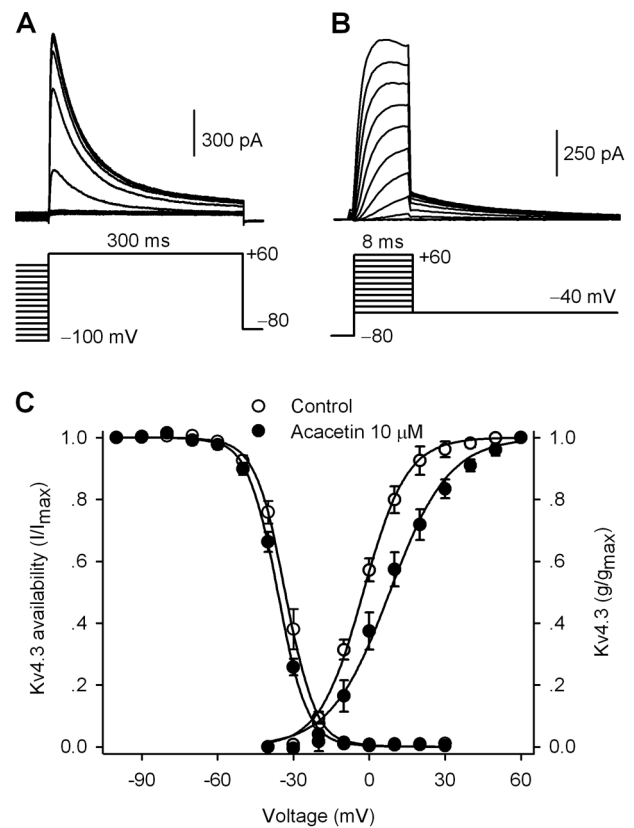 A
B
300 pA
250 pA
300 ms
+60
−80
−100 mV
8 ms
+60
−40 mV
−80
C
Control
Acacetin 10 μM
1.0
.8
.6
.4
.2
0.0
Kv4.3 availability (I/Imax)
1.0
.8
.6
.4
.2
0.0
Kv4.3 (g/gmax)
-90
-60
-30
0
30
60
Voltage (mV)